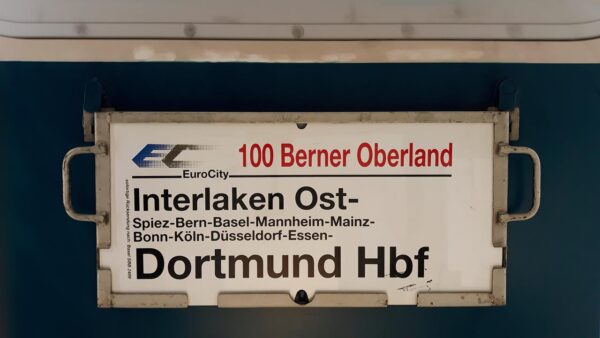 EC
EuroCity
100 Berner Oberland
Interlaken Ost-
Spiez-Bern-Basel-Mannheim-Mainz-
Bonn-Köln-Düsseldorf-Essen-
Dortmund Hbf